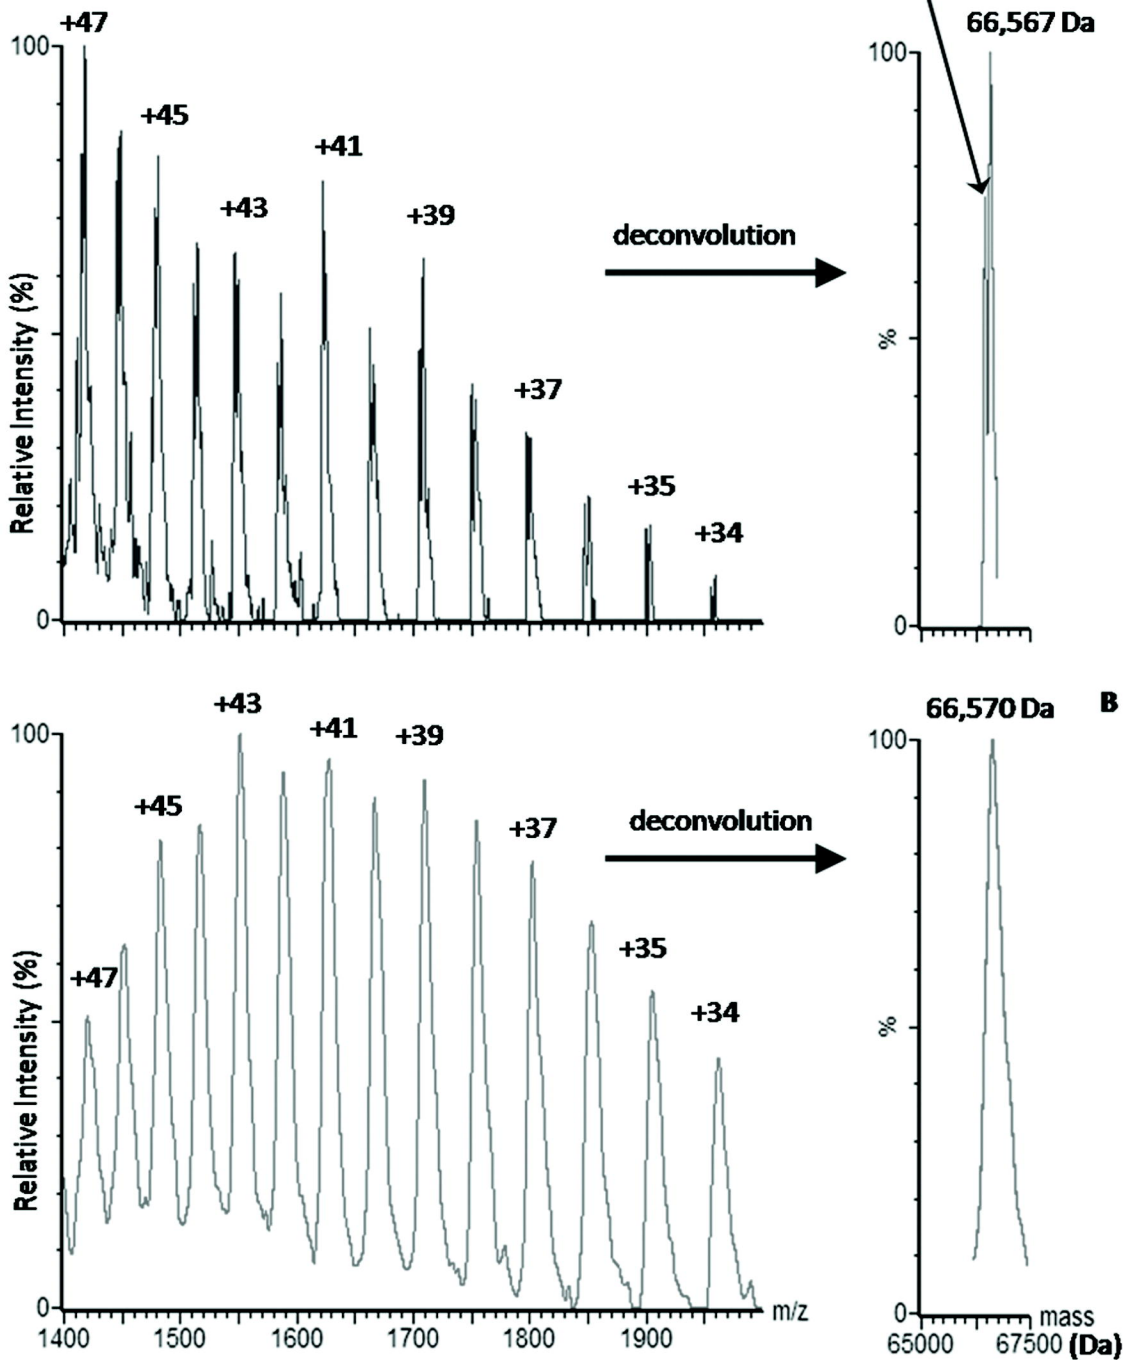 +47
+45
+43
+41
+39
+37
+35
+34
100
0
Relative Intensity (%)
deconvolution
66,567 Da
100
%
0
+47
+45
+43
+41
+39
+37
+35
+34
100
0
Relative Intensity (%)
1400 1500 1600 1700 1800 1900
m/z
deconvolution
66,570 Da
B
100
%
0
mass
65000 67500 (Da)